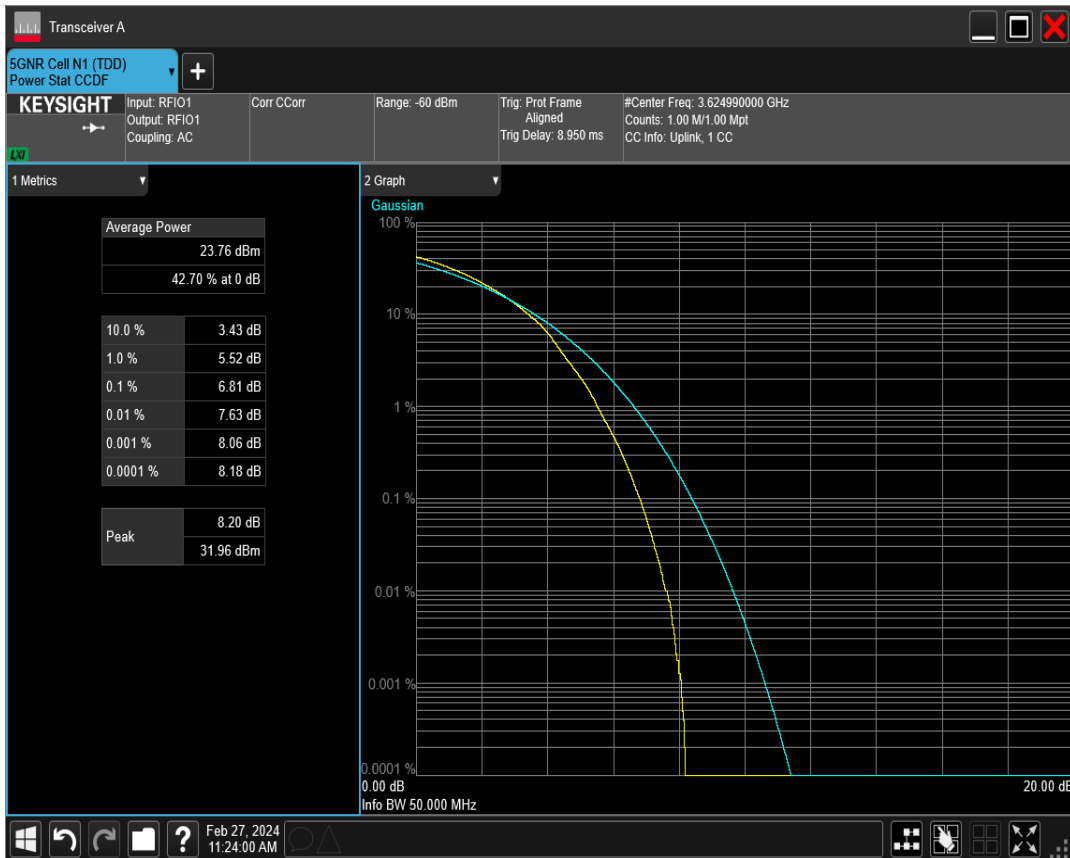 Transceiver A
5GNR Cell N1 (TDD)
Power Stat CCDF
KEYSIGHT
LXI
Input: RFIO1
Output: RFIO1
Coupling: AC
Corr CCorr
Range: -60 dBm
Trig: Prot Frame
Aligned
Trig Delay: 8.950 ms
#Center Freq: 3.624990000 GHz
Counts: 1.00 M/1.00 Mpt
CC Info: Uplink, 1 CC
1 Metrics
Average Power
23.76 dBm
42.70 % at 0 dB
10.0 % 3.43 dB
1.0 % 5.52 dB
0.1 % 6.81 dB
0.01 % 7.63 dB
0.001 % 8.06 dB
0.0001 % 8.18 dB
Peak
8.20 dB
31.96 dBm
2 Graph
Gaussian
100 %
10 %
1 %
0.1 %
0.01 %
0.001 %
0.0001 %
0.00 dB 20.00 dB
Info BW 50.000 MHz
?
Feb 27, 2024
11:24:00 AM